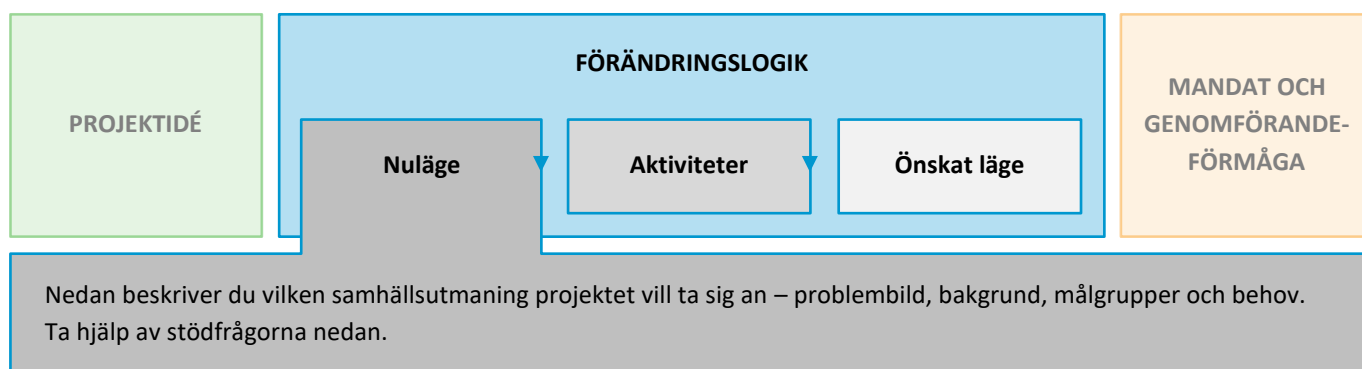 PROJEKTIDÉ
FÖRÄNDRINGSLOGIK
Nuläge
Aktiviteter
Önskat läge
MANDAT OCH
GENOMFÖRANDE-
FÖRMÅGA
Nedan beskriver du vilken samhällsutmaning projektet vill ta sig an – problembild, bakgrund, målgrupper och behov.
Ta hjälp av stödfrågorna nedan.